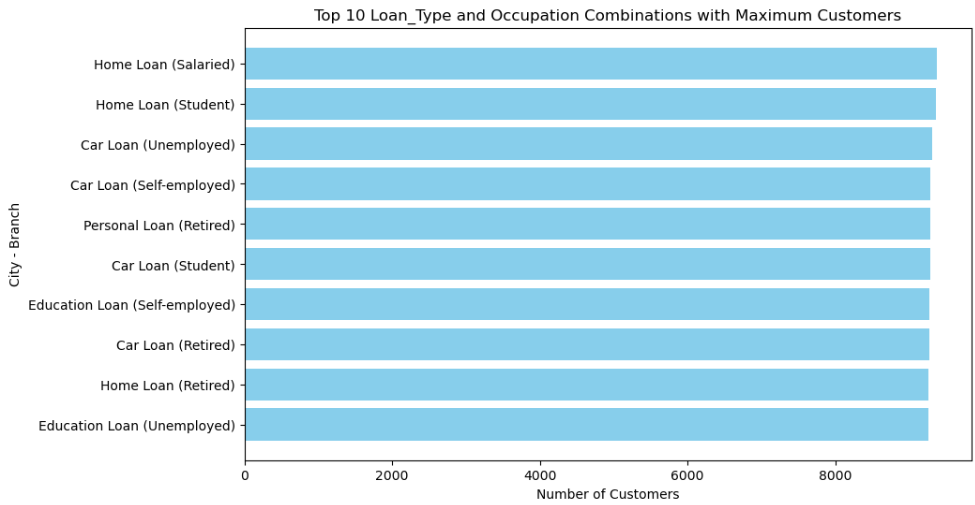 Top 10 Loan_Type and Occupation Combinations with Maximum Customers
City - Branch
Home Loan (Salaried)
Home Loan (Student)
Car Loan (Unemployed)
Car Loan (Self-employed)
Personal Loan (Retired)
Car Loan (Student)
Education Loan (Self-employed)
Car Loan (Retired)
Home Loan (Retired)
Education Loan (Unemployed)
0 2000 4000 6000 8000
Number of Customers